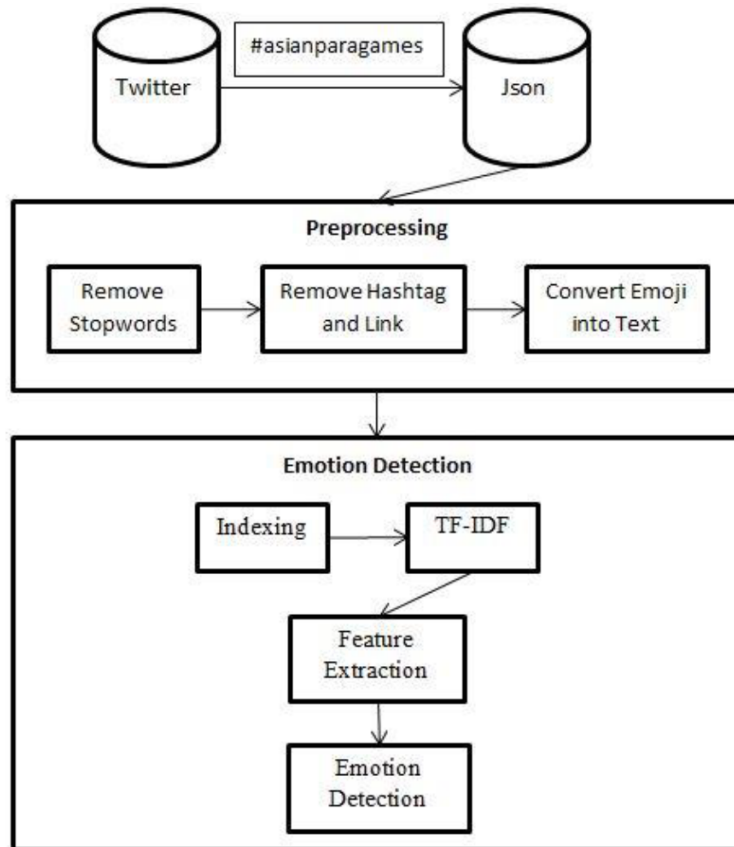 #asianparagames
Twitter
Json
Preprocessing
Remove
Stopwords
Remove Hashtag
and Link
Convert Emoji
into Text
Emotion Detection
Indexing
TF-IDF
Feature
Extraction
Emotion
Detection